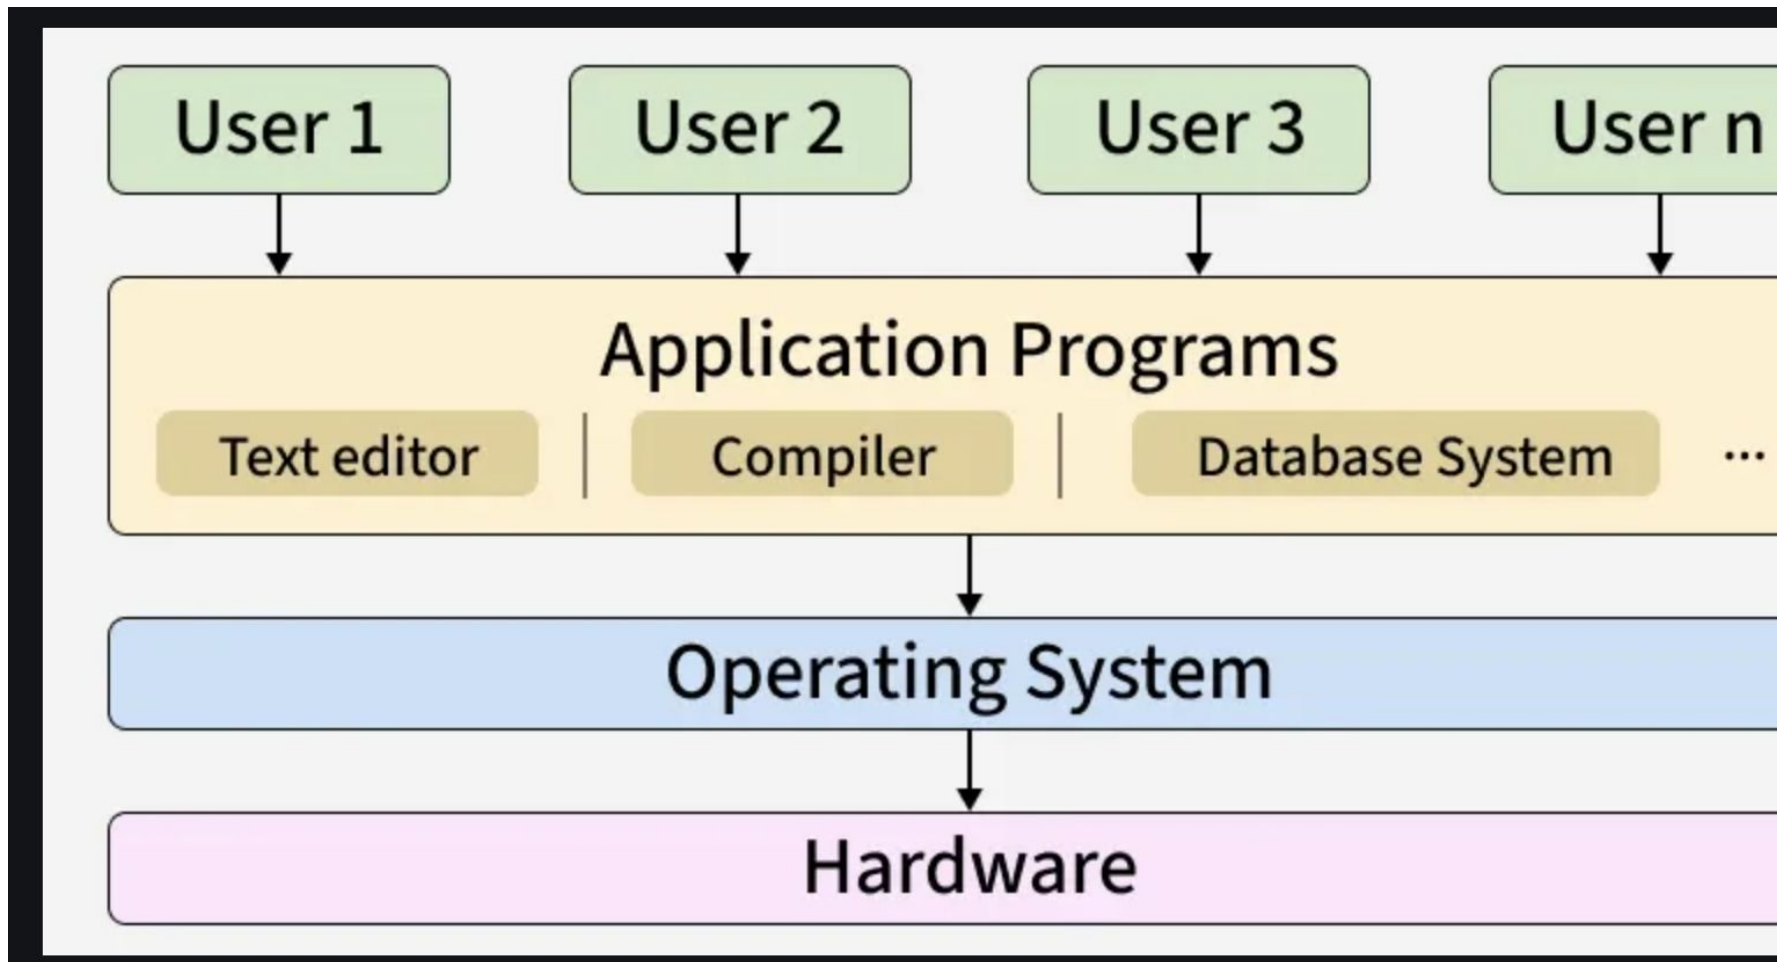 User 1
User 2
User 3
User n
Application Programs
Text editor
Compiler
Database System
...
Operating System
Hardware